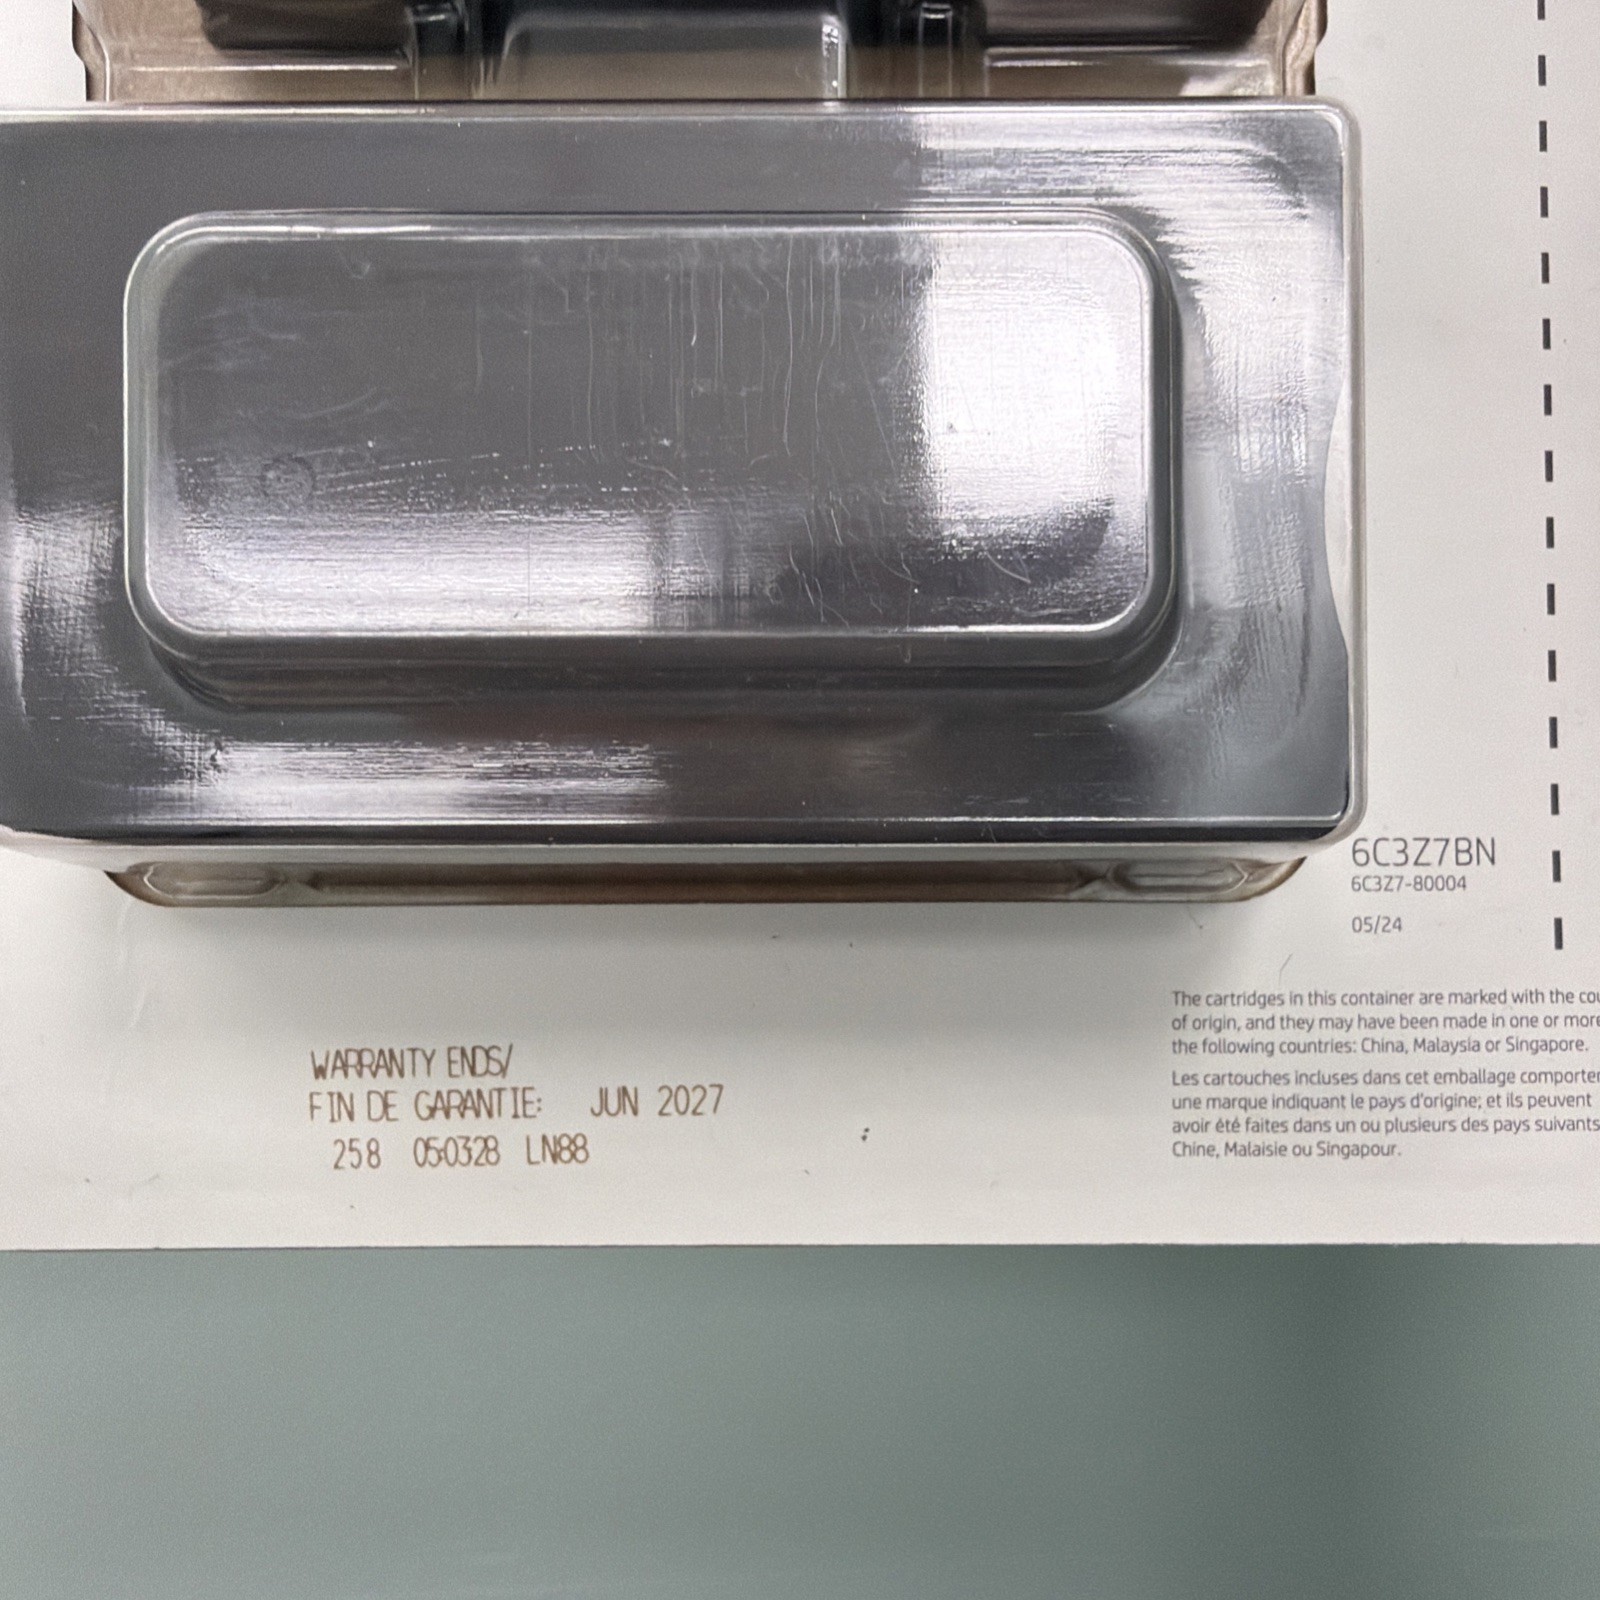 6C3Z7BN
6C3Z7-80004
05/24
The cartridges in this container are marked with the
of origin, and they may have been made in one or more
the following countries: China, Malaysia or Singapore.
Les cartouches incluses dans cet emballage
une marque indiquant le pays d'origine; et ils peuvent
avoir été faites dans un ou plusieurs des pays suivants
Chine, Malaisie ou Singapour.
WARRANTY ENDS/
FIN DE GARANTIE: JUN 2027
258 050328 LN88